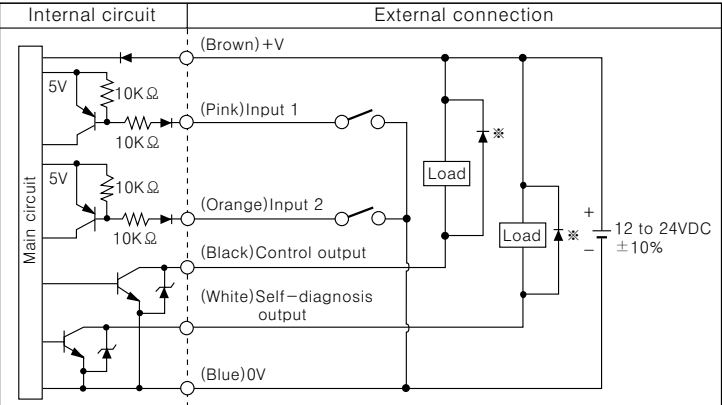 Internal circuit
External connection
(Brown)+V
5V
10KΩ
(Pink)Input 1
10KΩ
※
Load
5V
10KΩ
(Orange)Input 2
10KΩ
Load
※
+
12 to 24VDC
−
±10%
Main circuit
(Black)Control output
(White)Self−diagnosis
output
(Blue)0V